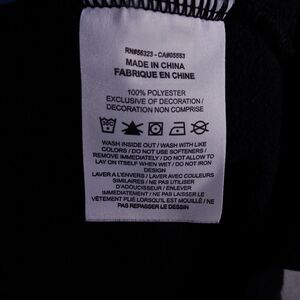 RN#56323 - CA#05553
MADE IN CHINA
FABRIQUE EN CHINE
100% POLYESTER
EXCLUSIVE OF DECORATION /
DECORATION NON COMPRISE
WASH INSIDE OUT / WASH WITH LIKE
COLORS / DO NOT USE SOFTENERS /
REMOVE IMMEDIATELY / DO NOT ALLOW TO
LAY ON ITSELF WHEN WET / DO NOT IRON
DESIGN
LAVER A L'ENVERS / LAVER AVEC COULEURS
SIMILAIRES / NE PAS UTILISER
D'ADOUCISSEUR / ENLEVER
IMMÉDIATEMENT / NE PAS LAISSER LE
VÊTEMENT PLIÉ LORSQU'IL EST MOUILLÉ / NE
PAS REPASSER LE DESSIN